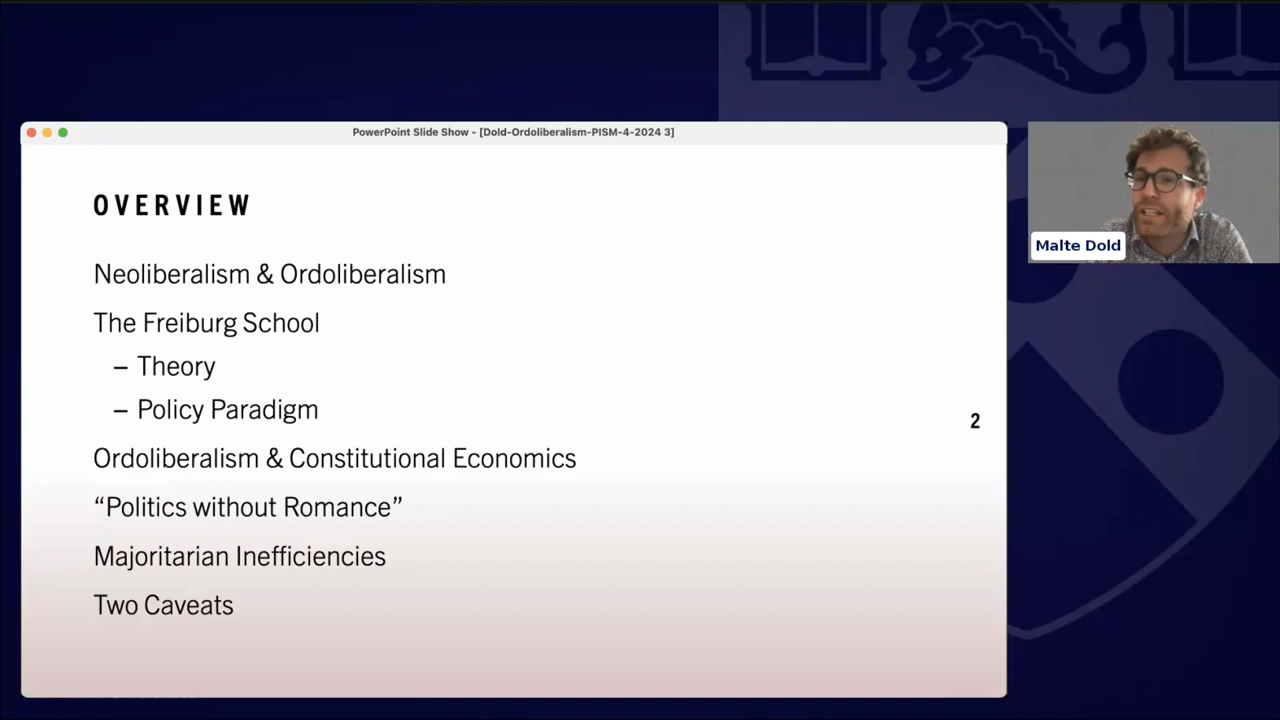 PowerPoint Slide Show - [Dold-Ordoliberalism-PISM-4-2024 3]
OVERVIEW
Neoliberalism & Ordoliberalism
The Freiburg School
– Theory
– Policy Paradigm
Ordoliberalism & Constitutional Economics
“Politics without Romance”
Majoritarian Inefficiencies
Two Caveats
2
Malte Dold